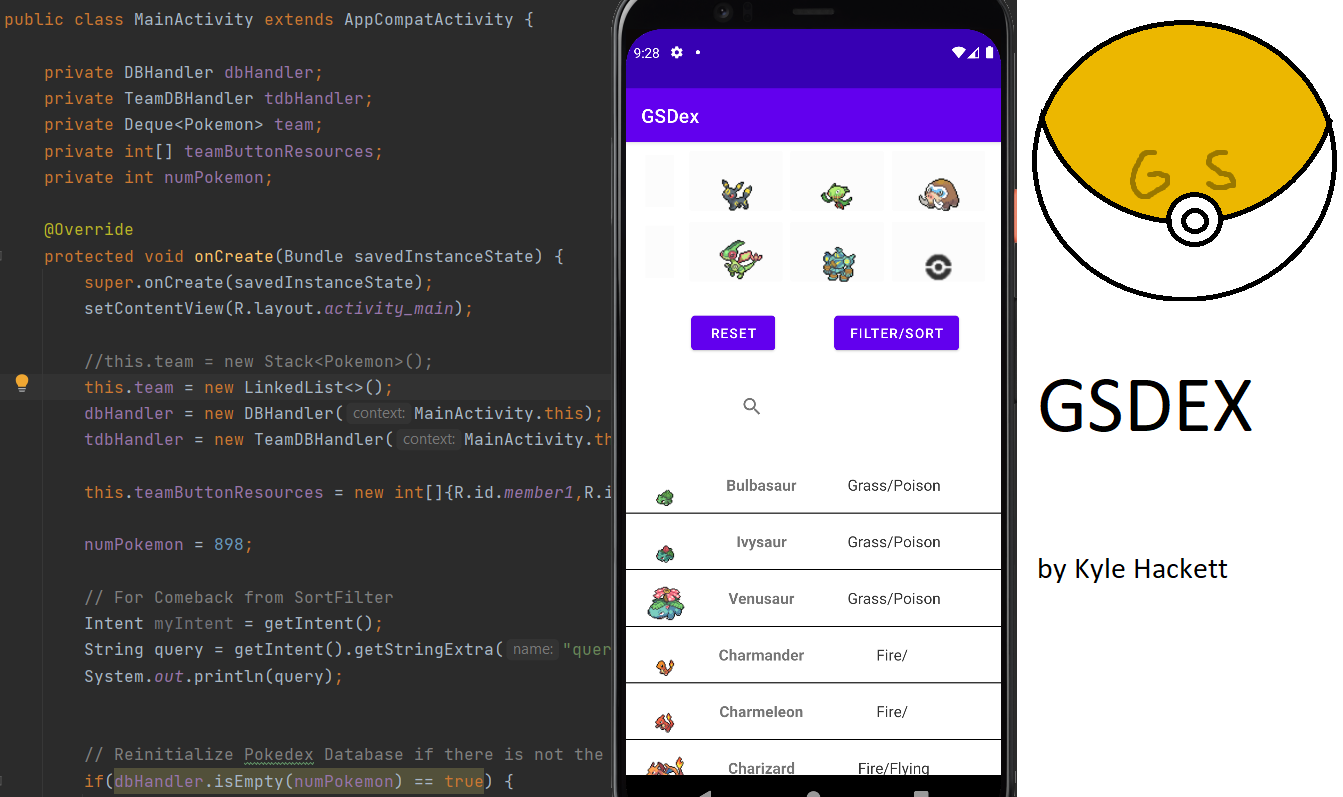 public class MainActivity extends AppCompatActivity {
private DBHandler dbHandler;
private TeamDBHandler tdbHandler;
private Deque<Pokemon> team;
private int[] teamButtonResources;
private int numPokemon;
@Override
protected void onCreate(Bundle savedInstanceState) {
super.onCreate(savedInstanceState);
setContentView(R.layout.activity_main);
//this.team = new Stack<Pokemon>();
this.team = new LinkedList<>();
dbHandler = new DBHandler( context: MainActivity.this);
tdbHandler = new TeamDBHandler( context: MainActivity.th
this.teamButtonResources = new int[]{R.id.member1,R.i
numPokemon = 898;
// For Comeback from SortFilter
Intent myIntent = getIntent();
String query = getIntent().getStringExtra( name: "quer
System.out.println(query);
// Reinitialize Pokedex Database if there is not the
if(dbHandler.isEmpty(numPokemon) == true) {
9:28
GSDex
RESET
FILTER/SORT
Bulbasaur Grass/Poison
Ivysaur Grass/Poison
Venusaur Grass/Poison
Charmander Fire/
Charmeleon Fire/
Charizard Fire/Flying
G S
GSDEX
by Kyle Hackett